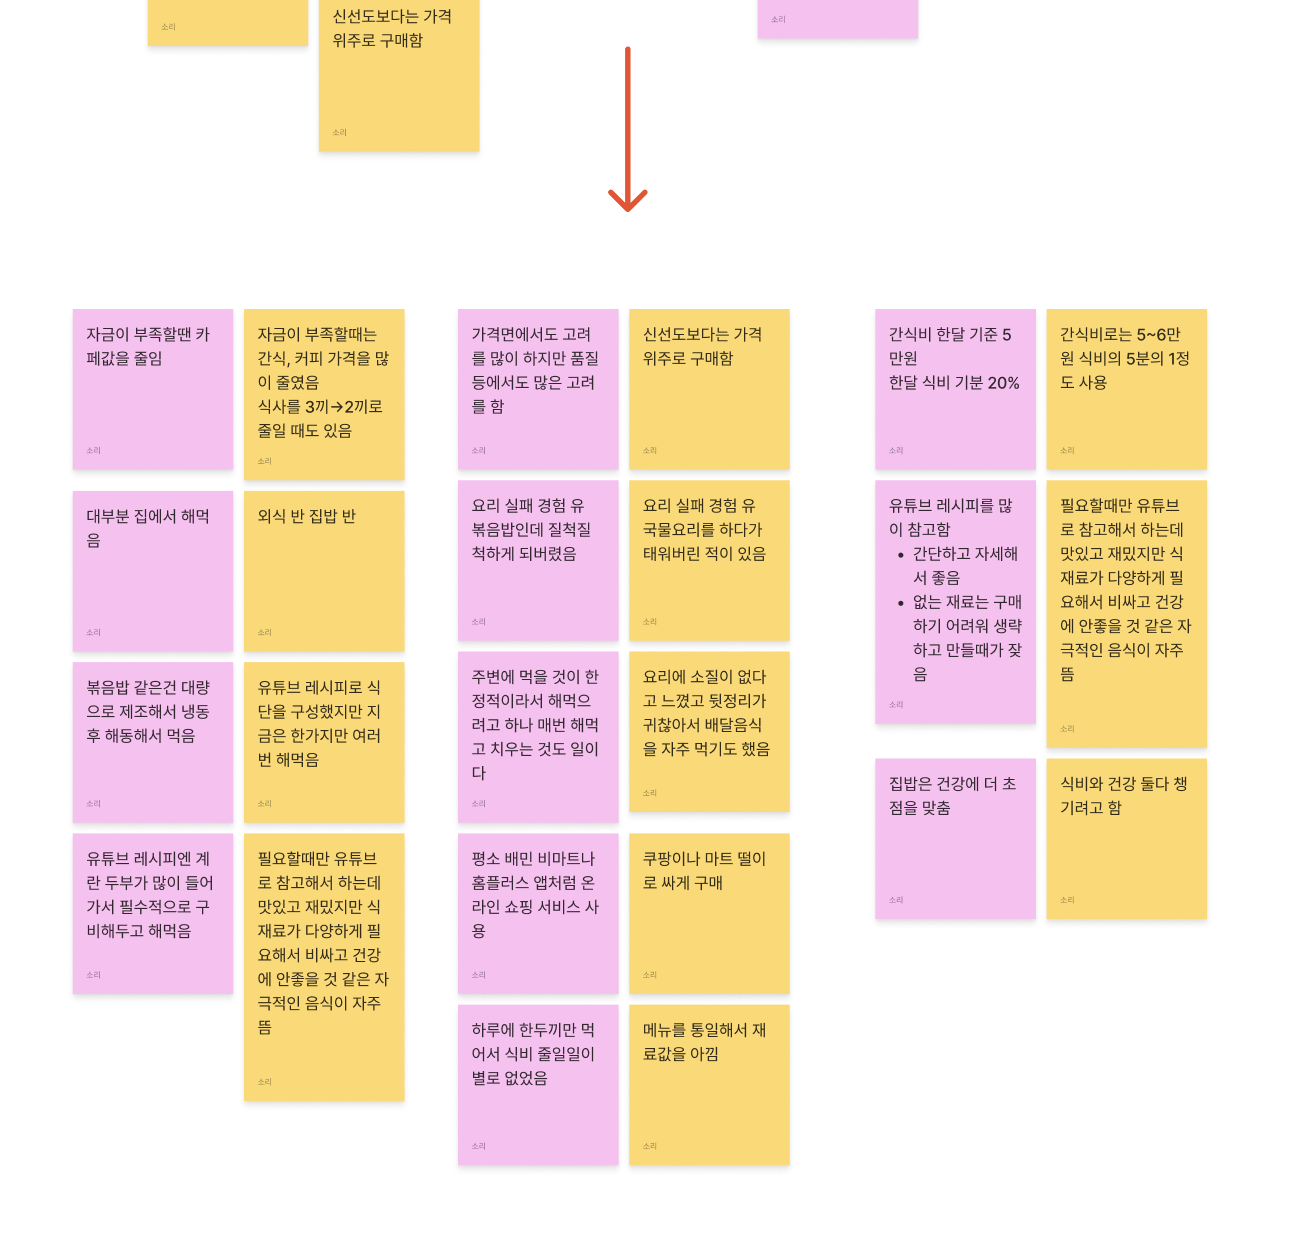 소리
신선도보다는 가격
위주로 구매함
소리
소리
자금이 부족할땐 카
페값을 줄임
소리
자금이 부족할때는
간식, 커피 가격을 많
이 줄였음
식사를 3끼→2끼로
줄일 때도 있음
소리
대부분 집에서 해먹
음
소리
외식 반 집밥 반
소리
볶음밥 같은건 대량
으로 제조해서 냉동
후 해동해서 먹음
소리
유튜브 레시피로 식
단을 구성했지만 지
금은 한가지만 여러
번 해먹음
소리
유튜브 레시피엔 계
란 두부가 많이 들어
가서 필수적으로 구
비해두고 해먹음
소리
필요할때만 유튜브
로 참고해서 하는데
맛있고 재밌지만 식
재료가 다양하게 필
요해서 비싸고 건강
에 안좋을 것 같은 자
극적인 음식이 자주
뜸
소리
가격면에서도 고려
를 많이 하지만 품질
등에서도 많은 고려
를 함
소리
신선도보다는 가격
위주로 구매함
소리
요리 실패 경험 유
볶음밥인데 질척질
척하게 되버렸음
소리
요리 실패 경험 유
국물요리를 하다가
태워버린 적이 있음
소리
주변에 먹을 것이 한
정적이라서 해먹으
려고 하나 매번 해먹
고 치우는 것도 일이
다
소리
요리에 소질이 없다
고 느꼈고 뒷정리가
귀찮아서 배달음식
을 자주 먹기도 했음
소리
평소 배민 비마트나
홈플러스 앱처럼 온
라인 쇼핑 서비스 사
용
소리
쿠팡이나 마트 떨이
로 싸게 구매
소리
하루에 한두끼만 먹
어서 식비 줄일일이
별로 없었음
소리
메뉴를 통일해서 재
료값을 아낌
소리
간식비 한달 기준 5
만원
한달 식비 기분 20%
소리
간식비로는 5~6만
원 식비의 5분의 1정
도 사용
소리
유튜브 레시피를 많
이 참고함
• 간단하고 자세해
서 좋음
• 없는 재료는 구매
하기 어려워 생략
하고 만들때가 잦
음
소리
필요할때만 유튜브
로 참고해서 하는데
맛있고 재밌지만 식
재료가 다양하게 필
요해서 비싸고 건강
에 안좋을 것 같은 자
극적인 음식이 자주
뜸
소리
집밥은 건강에 더 초
점을 맞춤
소리
식비와 건강 둘다 챙
기려고 함
소리